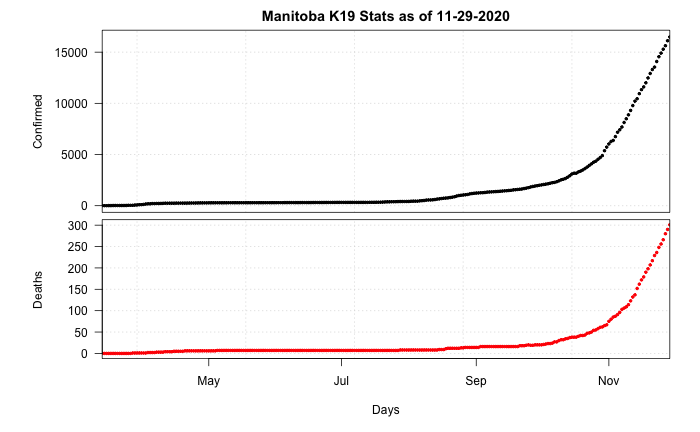 Manitoba K19 Stats as of 11-29-2020
15000
10000
5000
0
Confirmed
300
250
200
150
100
50
0
Deaths
May Jul Sep Nov
Days